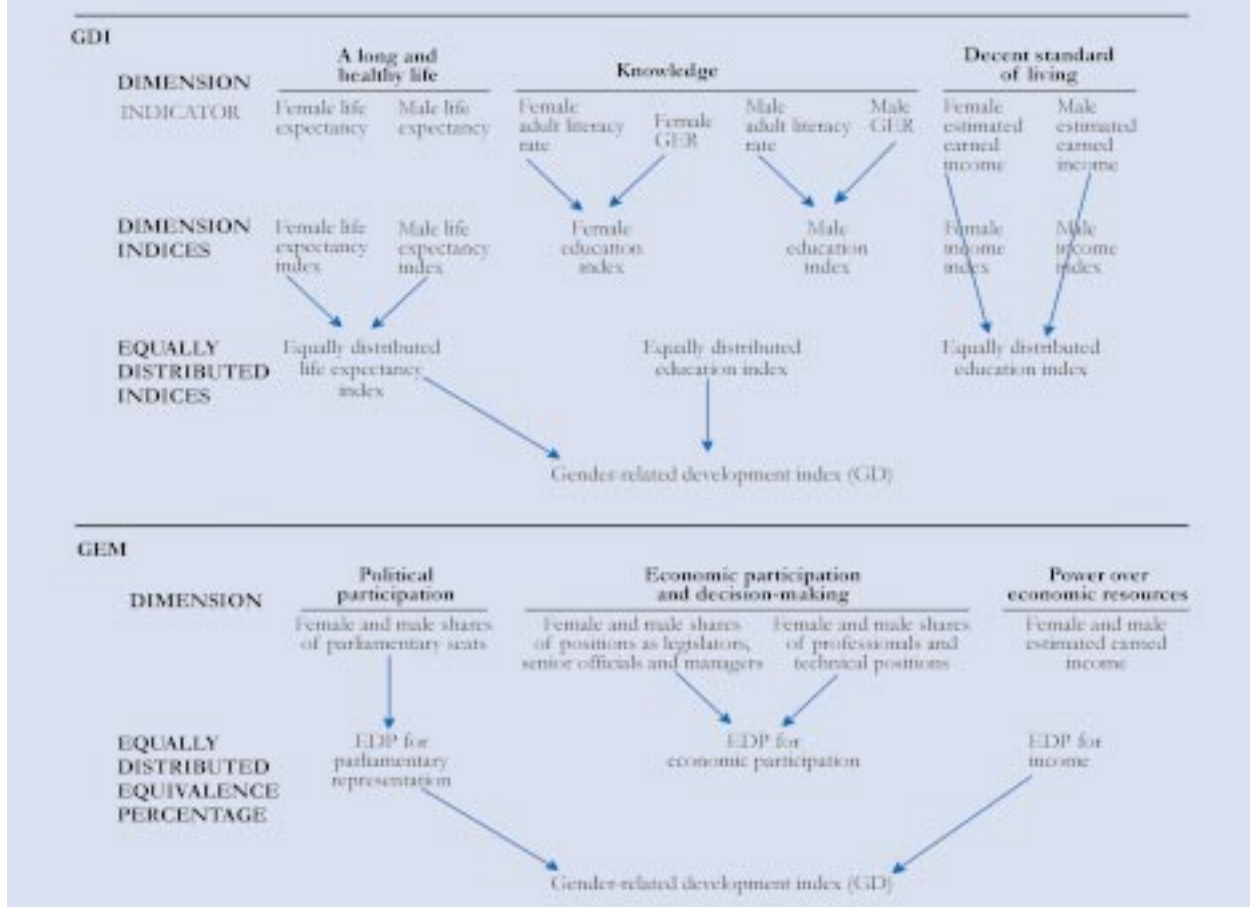 GDI
DIMENSION
A long and
healthy life
Knowledge
Decent standard
of living
INDICATOR
Female life
expectancy
Male life
expectancy
Female
adult literacy
rate
Female
GER
Male
adult literacy
rate
Male
GER
Female
estimated
earned
income
Male
estimated
earned
income
DIMENSION
INDICES
Female life
expectancy
index
Male life
expectancy
index
Female
education
index
Male
education
index
Female
income
index
Male
income
index
EQUALLY
DISTRIBUTED
INDICES
Equally distributed
life expectancy
index
Equally distributed
education index
Equally distributed
education index
Gender-related development index (GD)
GEM
DIMENSION
Political
participation
Economic participation
and decision-making
Power over
economic resources
Female and male shares
of parliamentary seats
Female and male shares
of positions as legislators,
senior officials and managers
Female and male shares
of professionals and
technical positions
Female and male
estimated earned
income
EQUALLY
DISTRIBUTED
EQUIVALENCE
PERCENTAGE
EDP for
parliamentary
representation
EDP for
economic participation
EDP for
income
Gender-related development index (GD)